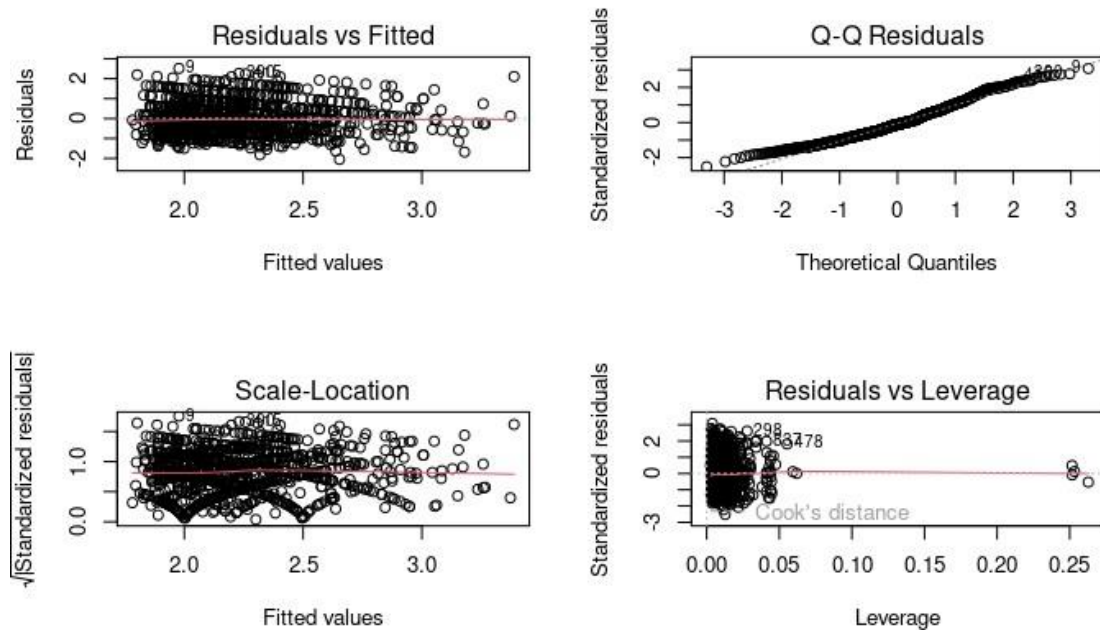 Residuals vs Fitted
Residuals
2
0
-2
9
2.0 2.5 3.0
Fitted values
Q-Q Residuals
Standardized residuals
2
0
-2
9
-3 -2 -1 0 1 2 3
Theoretical Quantiles
Scale-Location
√|Standardized residuals|
1.0
0.0
9
2.0 2.5 3.0
Fitted values
Residuals vs Leverage
Standardized residuals
2
0
-3
298
478
Cook's distance
0.00 0.05 0.10 0.15 0.20 0.25
Leverage